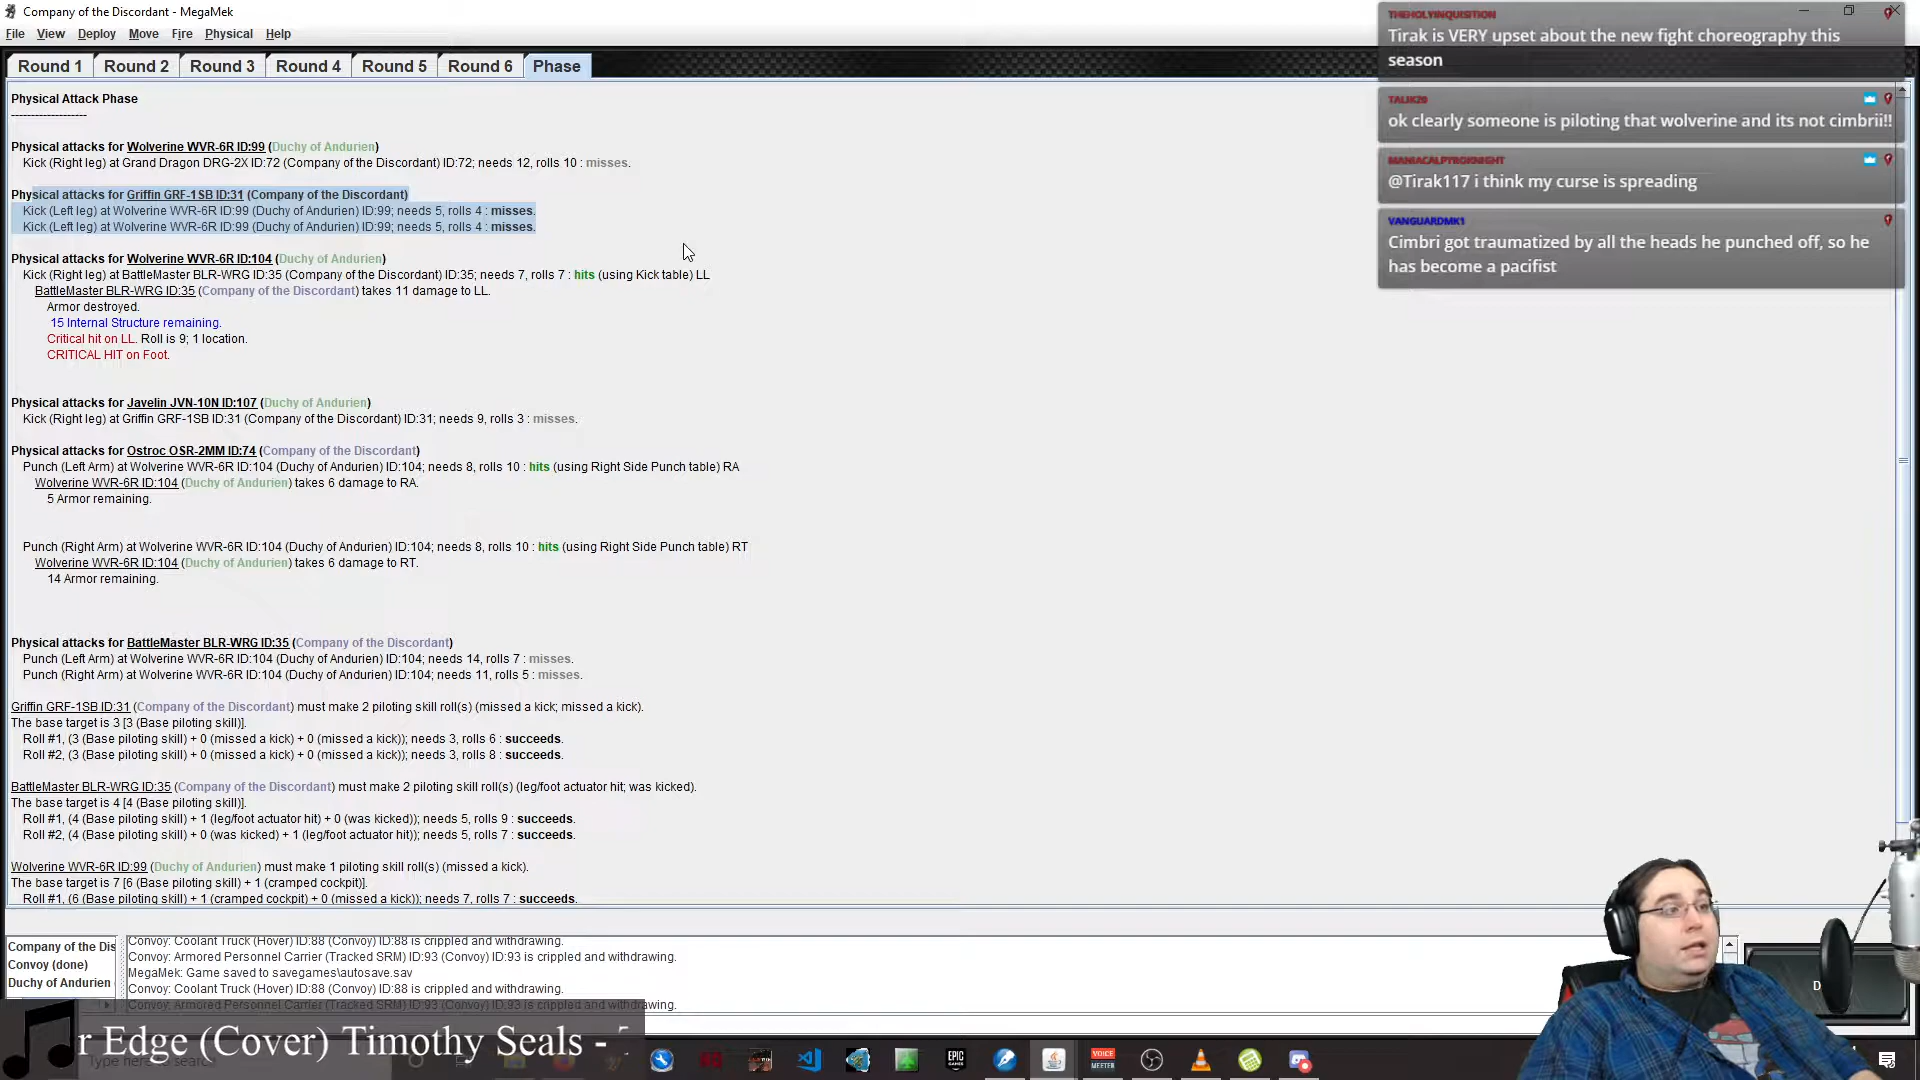 Company of the Discordant - MegaMek
File View Deploy Move Fire Physical Help
Round 1 Round 2 Round 3 Round 4 Round 5 Round 6 Phase
Physical Attack Phase
--------------------
Physical attacks for Wolverine WVR-6R ID:99 (Duchy of Andurien)
Kick (Right leg) at Grand Dragon DRG-2X ID:72 (Company of the Discordant) ID:72; needs 12, rolls 10 : misses.
Physical attacks for Griffin GRF-1SB ID:31 (Company of the Discordant)
Kick (Left leg) at Wolverine WVR-6R ID:99 (Duchy of Andurien) ID:99; needs 5, rolls 4 : misses.
Kick (Left leg) at Wolverine WVR-6R ID:99 (Duchy of Andurien) ID:99; needs 5, rolls 4 : misses.
Physical attacks for Wolverine WVR-6R ID:104 (Duchy of Andurien)
Kick (Right leg) at BattleMaster BLR-WRG ID:35 (Company of the Discordant) ID:35; needs 7, rolls 7 : hits (using Kick table) LL
BattleMaster BLR-WRG ID:35 (Company of the Discordant) takes 11 damage to LL.
Armor destroyed.
15 Internal Structure remaining.
Critical hit on LL. Roll is 9; 1 location.
CRITICAL HIT on Foot.
Physical attacks for Javelin JVN-10N ID:107 (Duchy of Andurien)
Kick (Right leg) at Griffin GRF-1SB ID:31 (Company of the Discordant) ID:31; needs 9, rolls 3 : misses.
Physical attacks for Ostroc OSR-2MM ID:74 (Company of the Discordant)
Punch (Left Arm) at Wolverine WVR-6R ID:104 (Duchy of Andurien) ID:104; needs 8, rolls 10 : hits (using Right Side Punch table) RA
Wolverine WVR-6R ID:104 (Duchy of Andurien) takes 6 damage to RA.
5 Armor remaining.
Punch (Right Arm) at Wolverine WVR-6R ID:104 (Duchy of Andurien) ID:104; needs 8, rolls 10 : hits (using Right Side Punch table) RT
Wolverine WVR-6R ID:104 (Duchy of Andurien) takes 6 damage to RT.
14 Armor remaining.
Physical attacks for BattleMaster BLR-WRG ID:35 (Company of the Discordant)
Punch (Left Arm) at Wolverine WVR-6R ID:104 (Duchy of Andurien) ID:104; needs 14, rolls 7 : misses.
Punch (Right Arm) at Wolverine WVR-6R ID:104 (Duchy of Andurien) ID:104; needs 11, rolls 5 : misses.
Griffin GRF-1SB ID:31 (Company of the Discordant) must make 2 piloting skill roll(s) (missed a kick; missed a kick).
The base target is 3 [3 (Base piloting skill)].
Roll #1, (3 (Base piloting skill) + 0 (missed a kick) + 0 (missed a kick)); needs 3, rolls 6 : succeeds.
Roll #2, (3 (Base piloting skill) + 0 (missed a kick) + 0 (missed a kick)); needs 3, rolls 8 : succeeds.
BattleMaster BLR-WRG ID:35 (Company of the Discordant) must make 2 piloting skill roll(s) (leg/foot actuator hit; was kicked).
The base target is 4 [4 (Base piloting skill)].
Roll #1, (4 (Base piloting skill) + 1 (leg/foot actuator hit) + 0 (was kicked)); needs 5, rolls 9 : succeeds.
Roll #2, (4 (Base piloting skill) + 0 (was kicked) + 1 (leg/foot actuator hit)); needs 5, rolls 7 : succeeds.
Wolverine WVR-6R ID:99 (Duchy of Andurien) must make 1 piloting skill roll(s) (missed a kick).
The base target is 7 [6 (Base piloting skill) + 1 (cramped cockpit)].
Roll #1, (6 (Base piloting skill) + 1 (cramped cockpit) + 0 (missed a kick)); needs 7, rolls 7 : succeeds.
THEHOLYINQUISITION
Tirak is VERY upset about the new fight choreography this
season
TALIK20
ok clearly someone is piloting that wolverine and its not cimbrii!!
MANIACALPYROKNIGHT
@Tirak117 i think my curse is spreading
VANGUARDMK1
Cimbri got traumatized by all the heads he punched off, so he
has become a pacifist
Company of the Dis
Convoy (done)
Duchy of Andurien
Convoy: Coolant Truck (Hover) ID:88 (Convoy) ID:88 is crippled and withdrawing.
Convoy: Armored Personnel Carrier (Tracked SRM) ID:93 (Convoy) ID:93 is crippled and withdrawing.
MegaMek: Game saved to savegames\autosave.sav
Convoy: Coolant Truck (Hover) ID:88 (Convoy) ID:88 is crippled and withdrawing.
Convoy: Armored Personnel Carrier (Tracked SRM) ID:93 (Convoy) ID:93 is crippled and withdrawing.
D
r Edge (Cover) Timothy Seals -
Type here to search
EPIC GAMES
VOICE MEETER